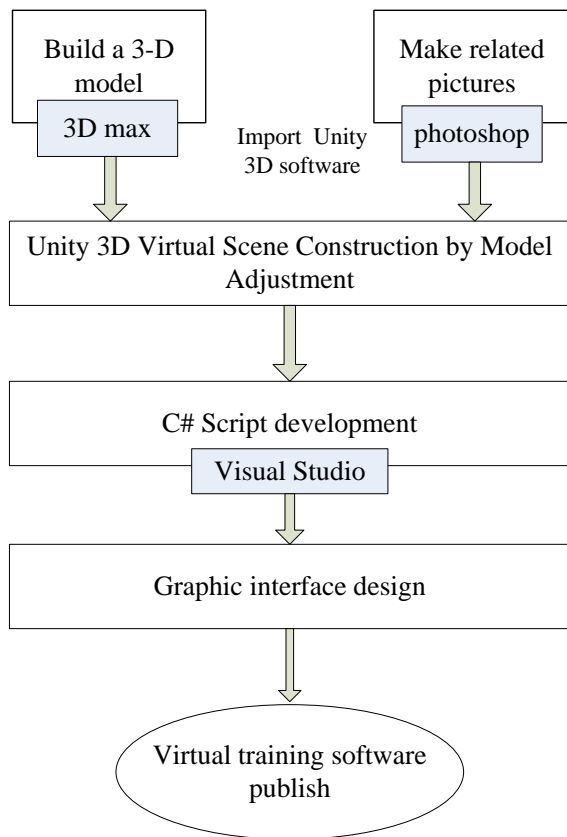 Build a 3-D
model
3D max
Make related
pictures
photoshop
Import Unity
3D software
Unity 3D Virtual Scene Construction by Model
Adjustment
C# Script development
Visual Studio
Graphic interface design
Virtual training software
publish